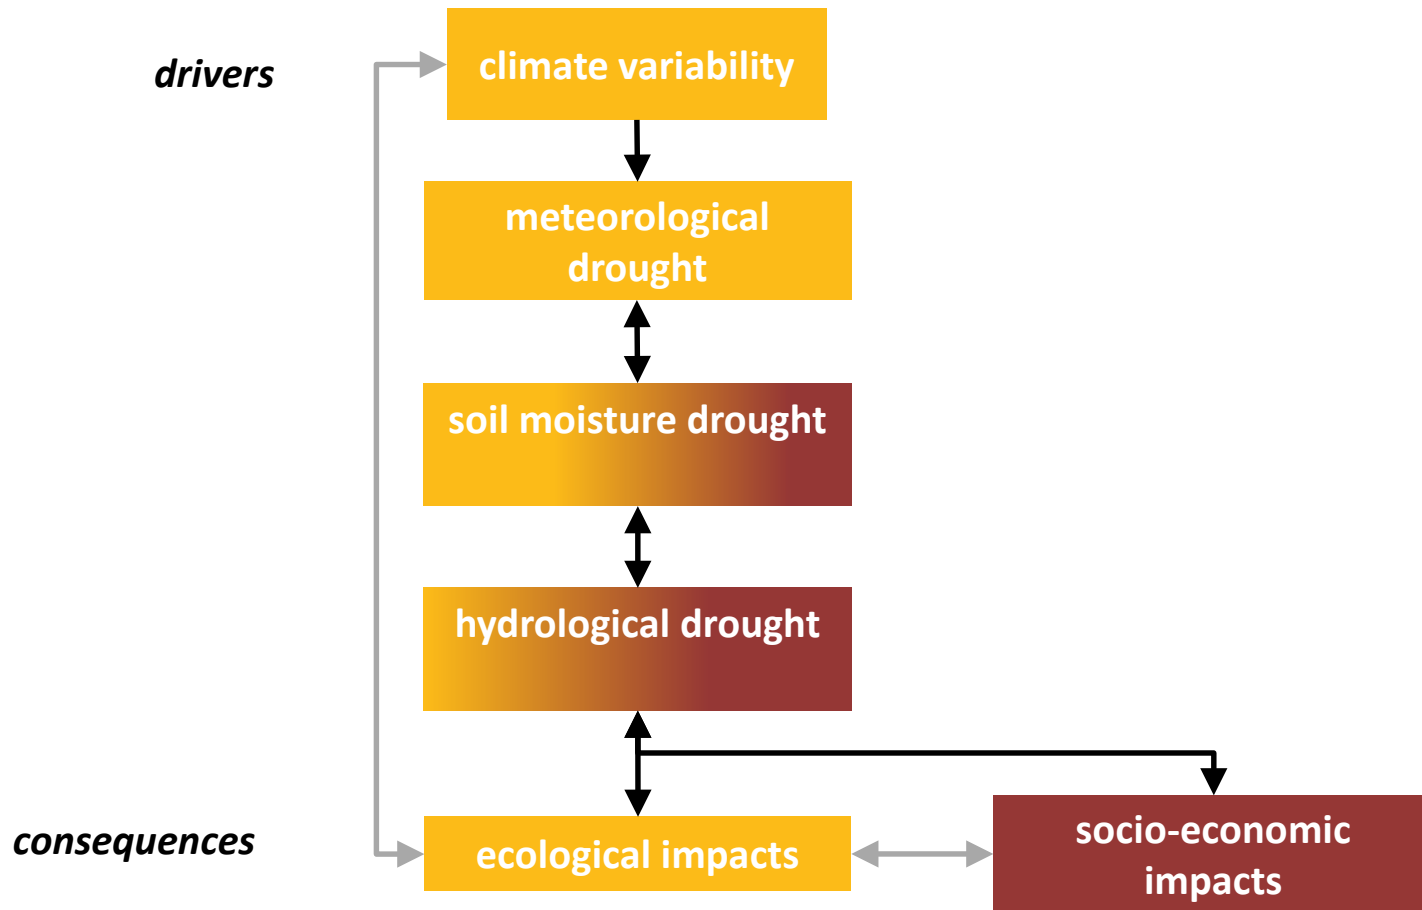 drivers
climate variability
meteorological
drought
soil moisture drought
hydrological drought
consequences
ecological impacts
socio-economic
impacts